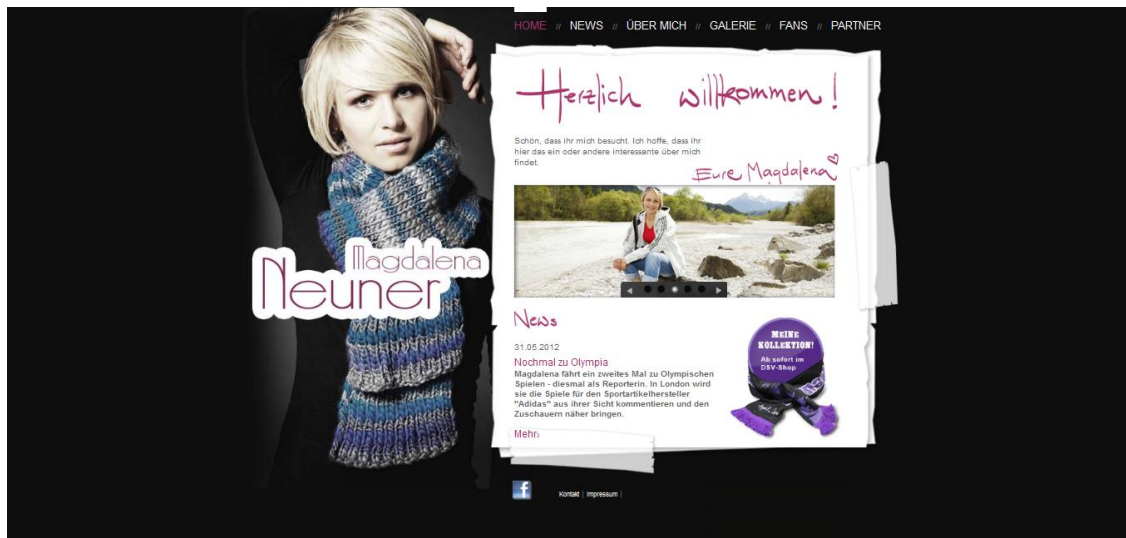 HOME // NEWS // ÜBER MICH // GALERIE // FANS // PARTNER
Herzlich willkommen!
Schön, dass ihr mich besucht. Ich hoffe, dass ihr
hier das ein oder andere interessante über mich
findet.
Eure Magdalena
Magdalena
Neuner
News
31.05.2012
Nochmal zu Olympia
Magdalena fährt ein zweites Mal zu Olympischen
Spielen - diesmal als Reporterin. In London wird
sie die Spiele für den Sportartikelhersteller
"Adidas" aus ihrer Sicht kommentieren und den
Zuschauern näher bringen.
Mehr›
MEINE
KOLLEKTION!
Ab sofort im
DSV-Shop
f
Kontakt | Impressum |